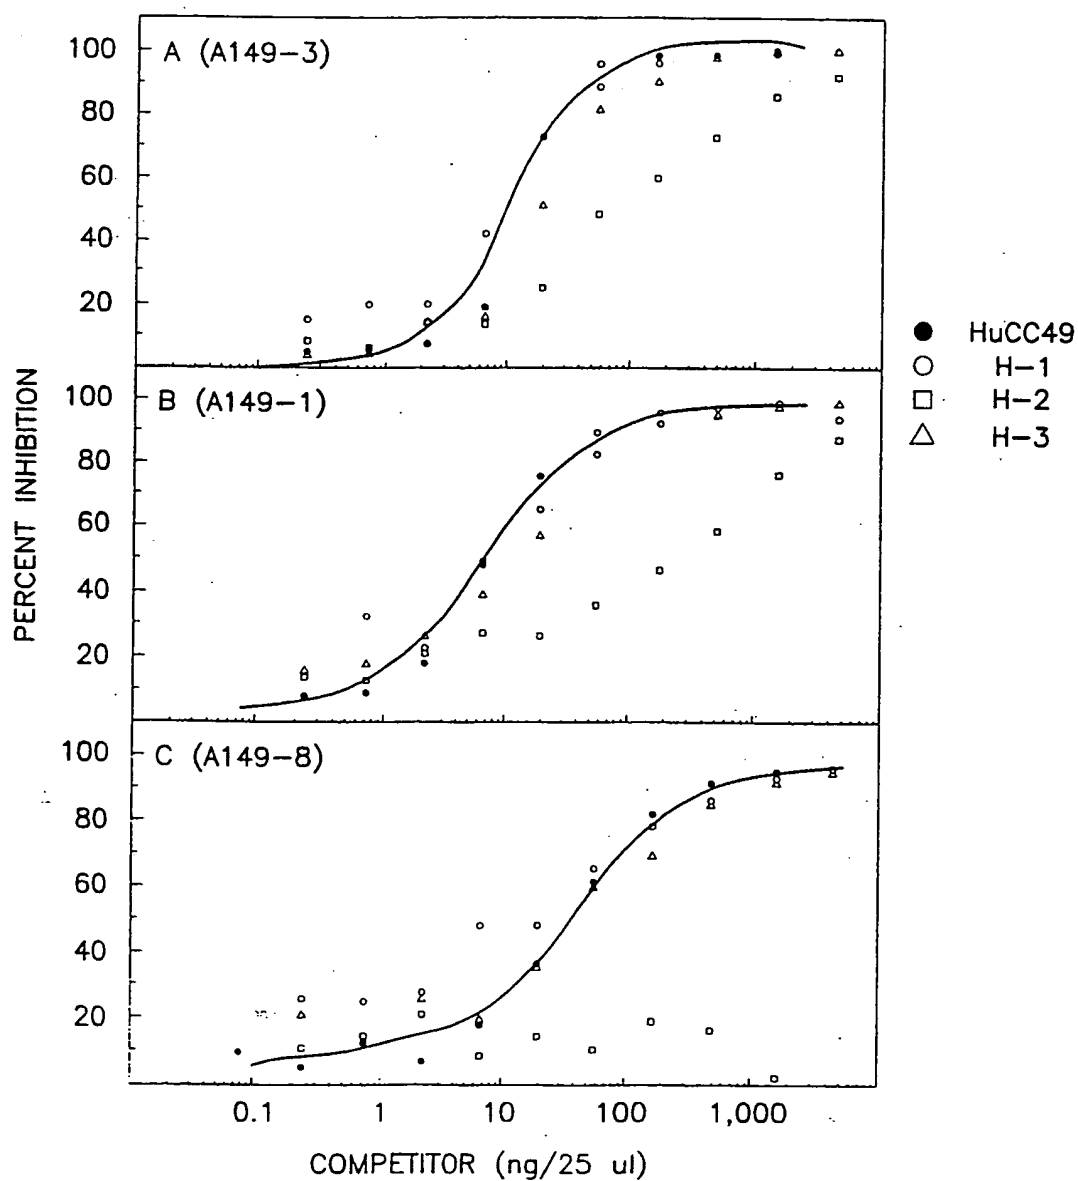 A (A149-3)
100
80
60
40
20
B (A149-1)
100
80
60
40
20
C (A149-8)
100
80
60
40
20
PERCENT INHIBITION
0.1 1 10 100 1,000
COMPETITOR (ng/25 ul)
HuCC49
H-1
H-2
H-3